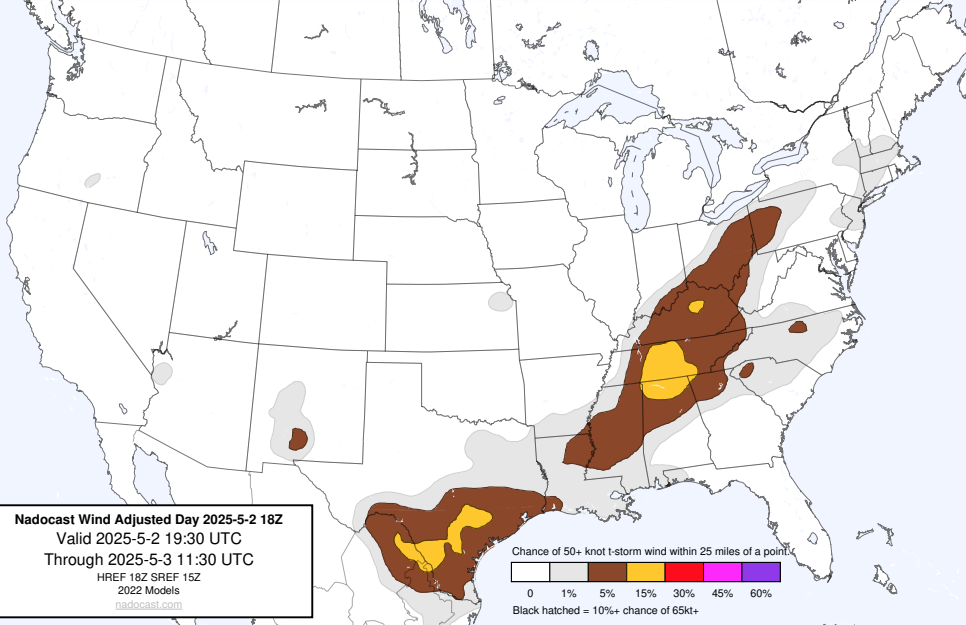 Nadocast Wind Adjusted Day 2025-5-2 18Z
Valid 2025-5-2 19:30 UTC
Through 2025-5-3 11:30 UTC
HREF 18Z SREF 15Z
2022 Models
nadocast.com
Chance of 50+ knot t-storm wind within 25 miles of a point.
0 1% 5% 15% 30% 45% 60%
Black hatched = 10%+ chance of 65kt+